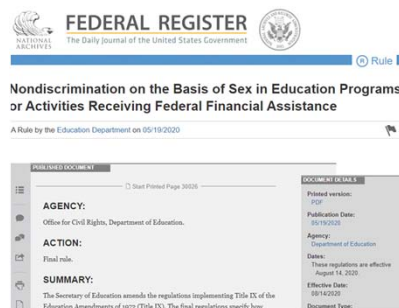 NATIONAL
ARCHIVES
FEDERAL REGISTER
The Daily Journal of the United States Government
Rule
Nondiscrimination on the Basis of Sex in Education Programs
or Activities Receiving Federal Financial Assistance
A Rule by the Education Department on 05/19/2020
PUBLISHED DOCUMENT
Start Printed Page 30026
AGENCY:
Office for Civil Rights, Department of Education.
ACTION:
Final rule.
SUMMARY:
The Secretary of Education amends the regulations implementing Title IX of the
Education Amendments of 1972 (Title IX). The final regulations specify how
DOCUMENT DETAILS
Printed version:
PDF
Publication Date:
05/19/2020
Agency:
Department of Education
Dates:
These regulations are effective
August 14, 2020.
Effective Date:
08/14/2020
Document Type: